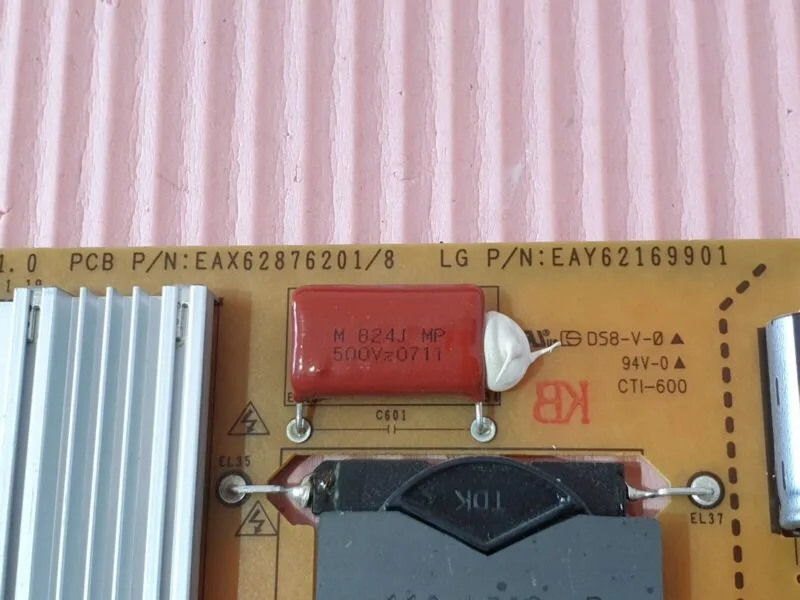 1.0 PCB P/N:EAX62876201/8 LG P/N:EAY62169901
M 824J MP
500V⎓0711
DS8-V-0
94V-0
CTI-600
KB
C601
EL35
TDK
EL37